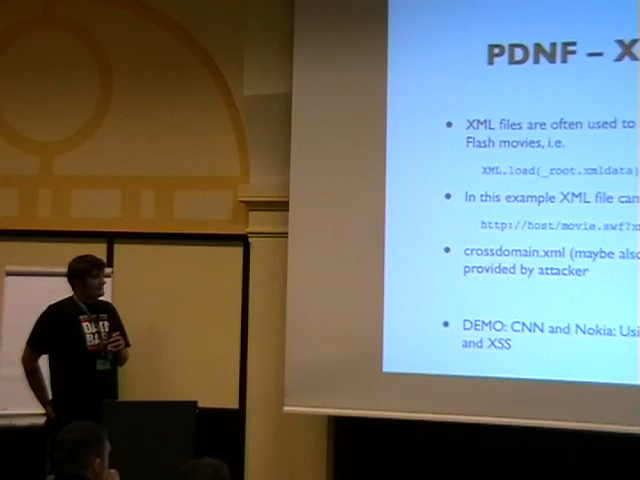 PDNF – X
• XML files are often used to
Flash movies, i.e.
XML.load(_root.xmldata)
• In this example XML file can
http://host/movie.swf?x
• crossdomain.xml (maybe also
provided by attacker
• DEMO: CNN and Nokia: Usi
and XSS